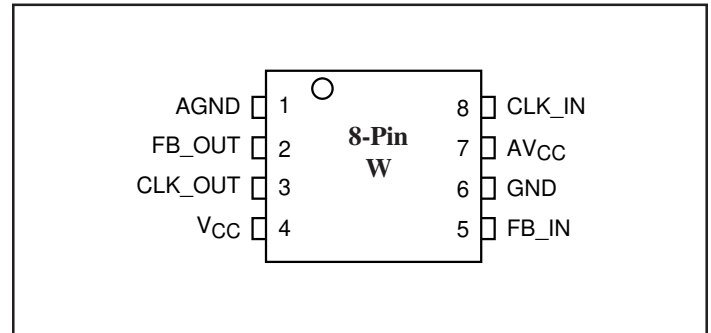 AGND 1 8 CLK_IN
FB_OUT 2 8-Pin 7 AVCC
CLK_OUT 3 W 6 GND
VCC 4 5 FB_IN